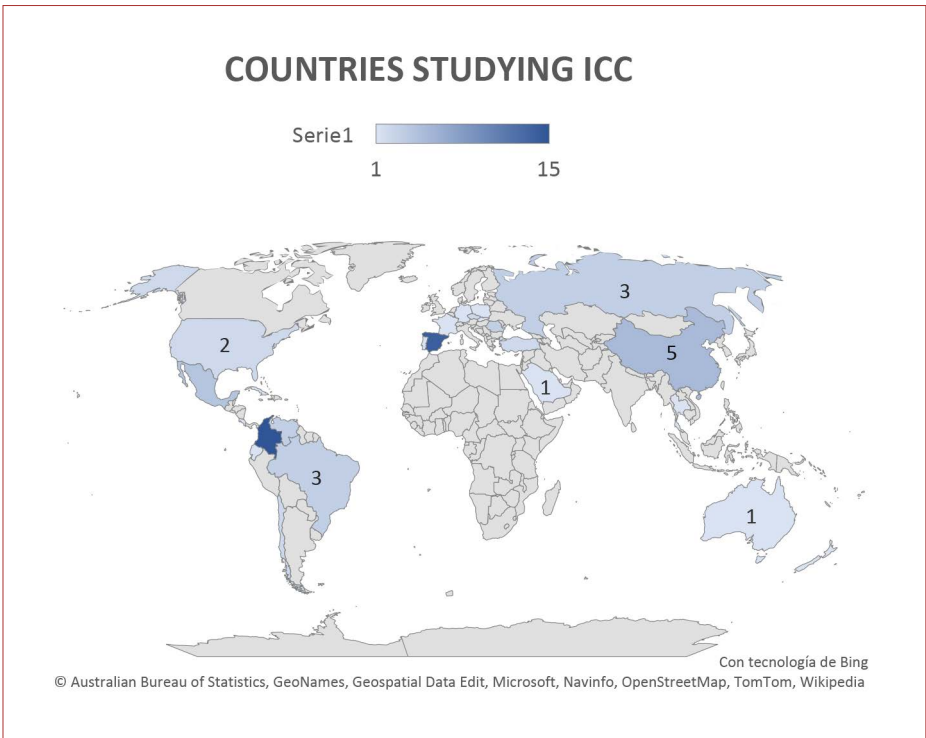 COUNTRIES STUDYING ICC
Serie1
1 15
3
2
5
1
3
1
Con tecnología de Bing
© Australian Bureau of Statistics, GeoNames, Geospatial Data Edit, Microsoft, Navinfo, OpenStreetMap, TomTom, Wikipedia